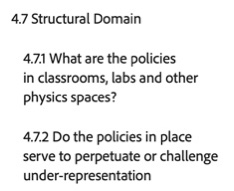 4.7 Structural Domain
4.7.1 What are the policies
in classrooms, labs and other
physics spaces?
4.7.2 Do the policies in place
serve to perpetuate or challenge
under-representation